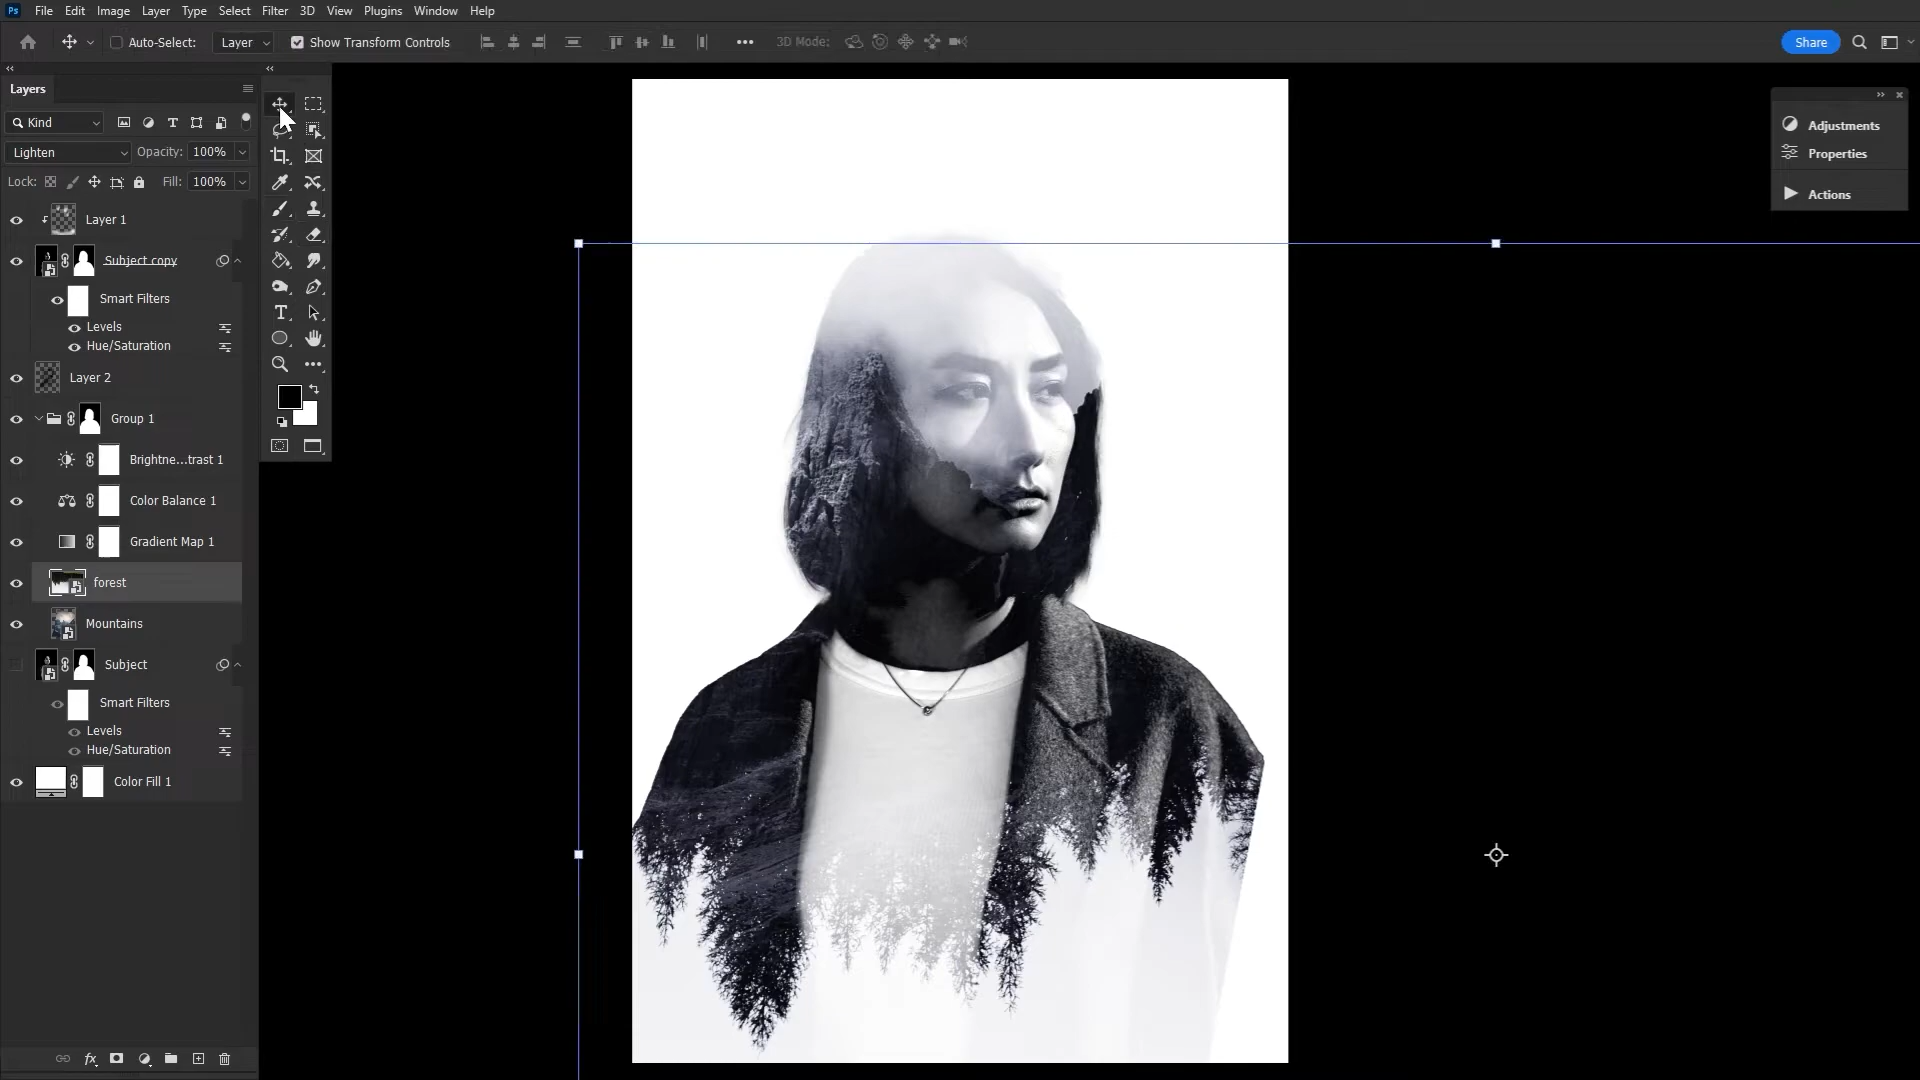 Ps File Edit Image Layer Type Select Filter 3D View Plugins Window Help
Auto-Select: Layer Show Transform Controls 3D Mode: Share
Layers
Kind
Lighten Opacity: 100%
Lock: Fill: 100%
Layer 1
Subject copy
Smart Filters
Levels
Hue/Saturation
Layer 2
Group 1
Brightne...trast 1
Color Balance 1
Gradient Map 1
forest
Mountains
Subject
Smart Filters
Levels
Hue/Saturation
Color Fill 1
fx
T
Adjustments
Properties
Actions